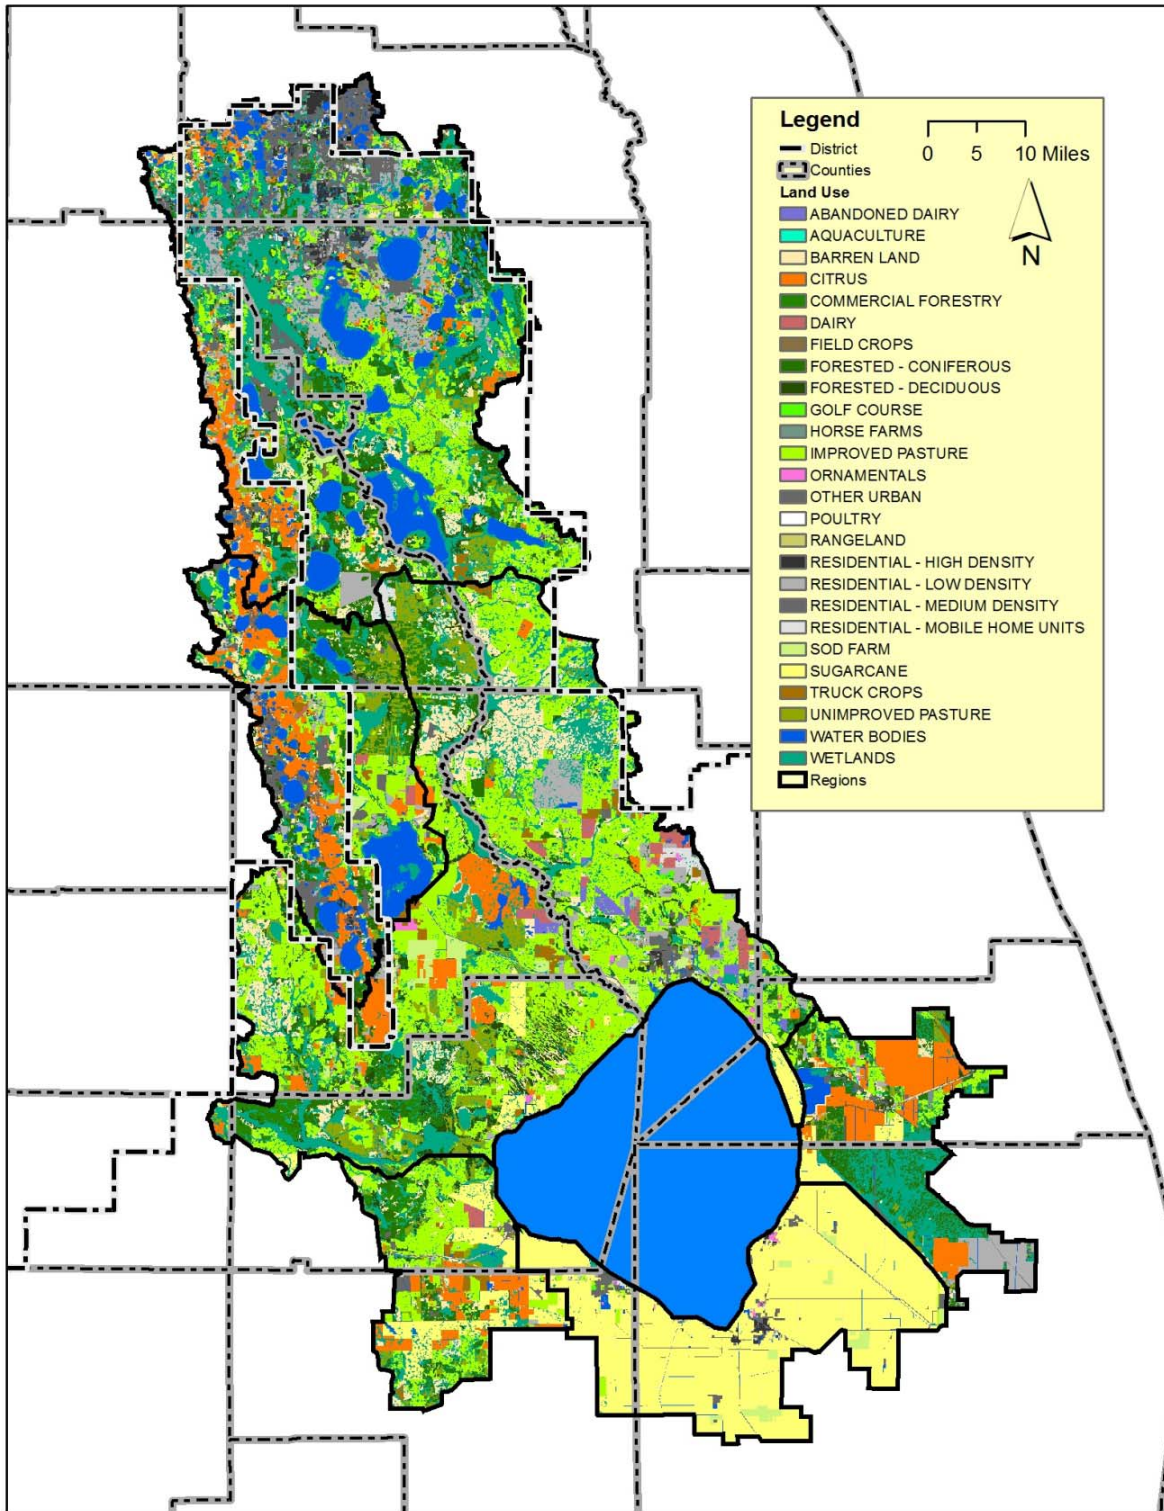 Legend
District
Counties
0 5 10 Miles
N
Land Use
ABANDONED DAIRY
AQUACULTURE
BARREN LAND
CITRUS
COMMERCIAL FORESTRY
DAIRY
FIELD CROPS
FORESTED - CONIFEROUS
FORESTED - DECIDUOUS
GOLF COURSE
HORSE FARMS
IMPROVED PASTURE
ORNAMENTALS
OTHER URBAN
POULTRY
RANGELAND
RESIDENTIAL - HIGH DENSITY
RESIDENTIAL - LOW DENSITY
RESIDENTIAL - MEDIUM DENSITY
RESIDENTIAL - MOBILE HOME UNITS
SOD FARM
SUGARCANE
TRUCK CROPS
UNIMPROVED PASTURE
WATER BODIES
WETLANDS
Regions